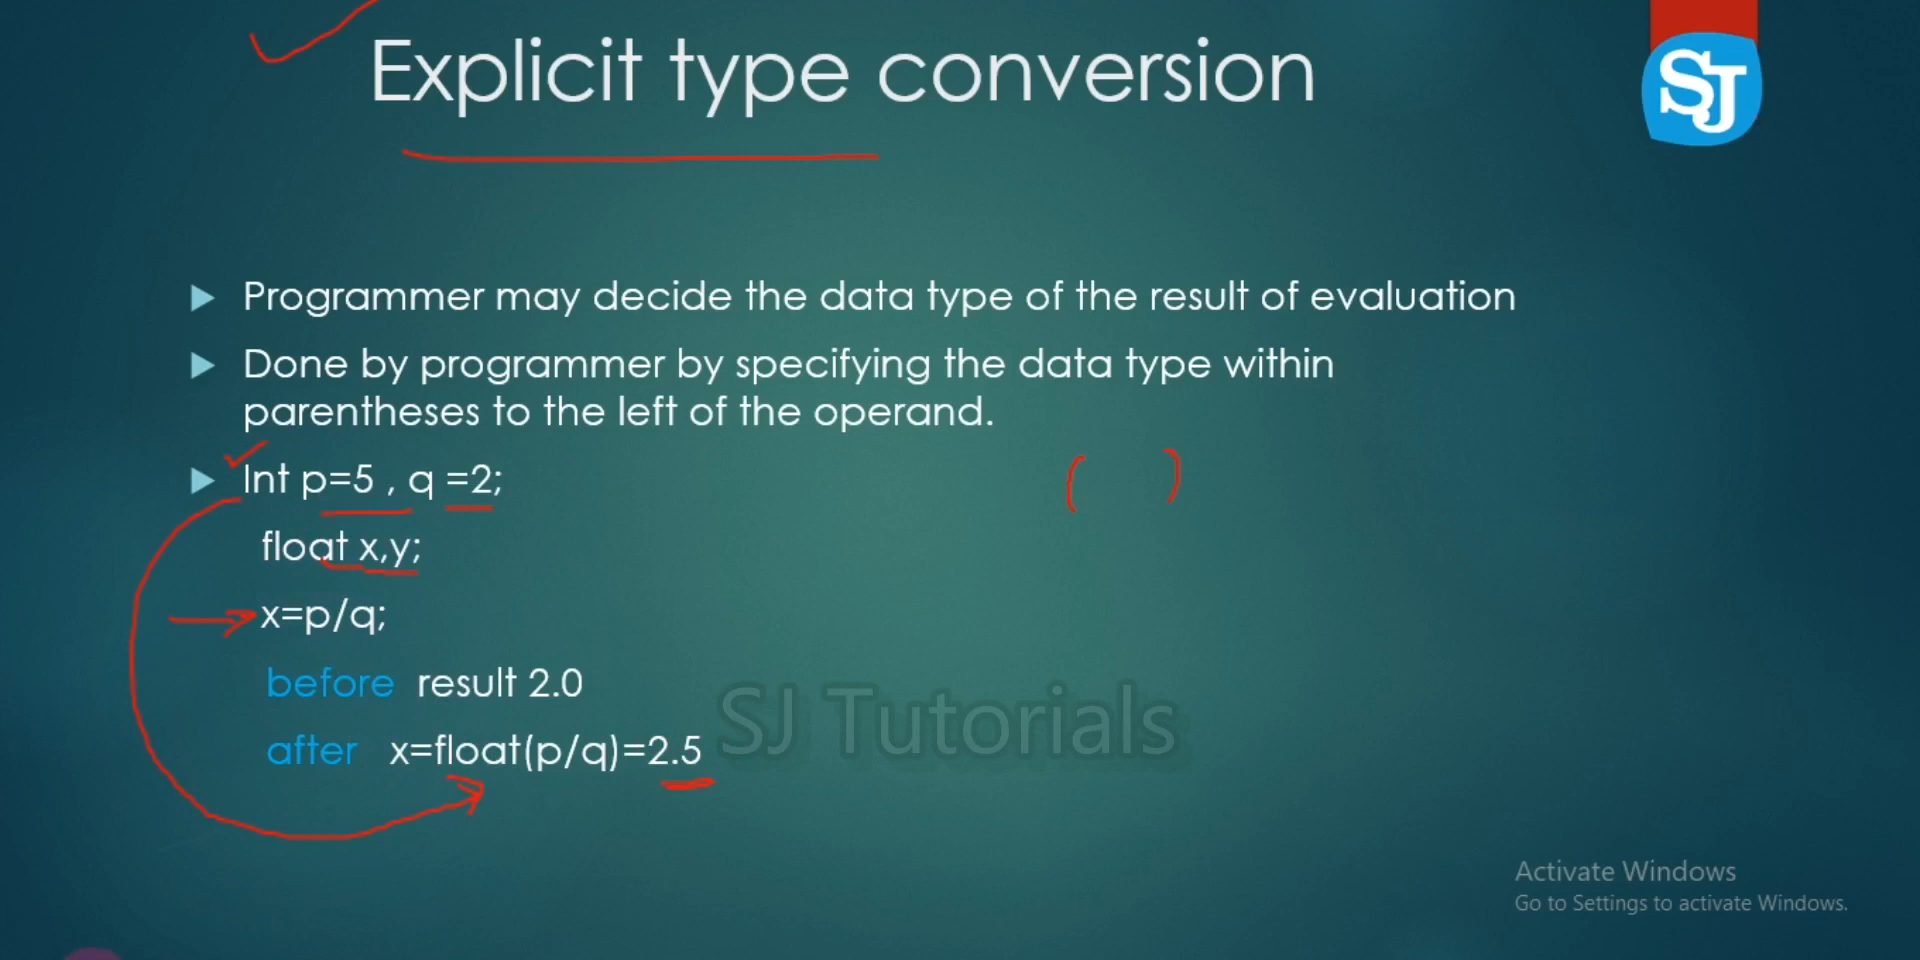 Explicit type conversion
SJ
Programmer may decide the data type of the result of evaluation
Done by programmer by specifying the data type within
parentheses to the left of the operand.
Int p=5 , q =2;
( )
float x,y;
x=p/q;
before result 2.0
after x=float(p/q)=2.5
SJ Tutorials
Activate Windows
Go to Settings to activate Windows.